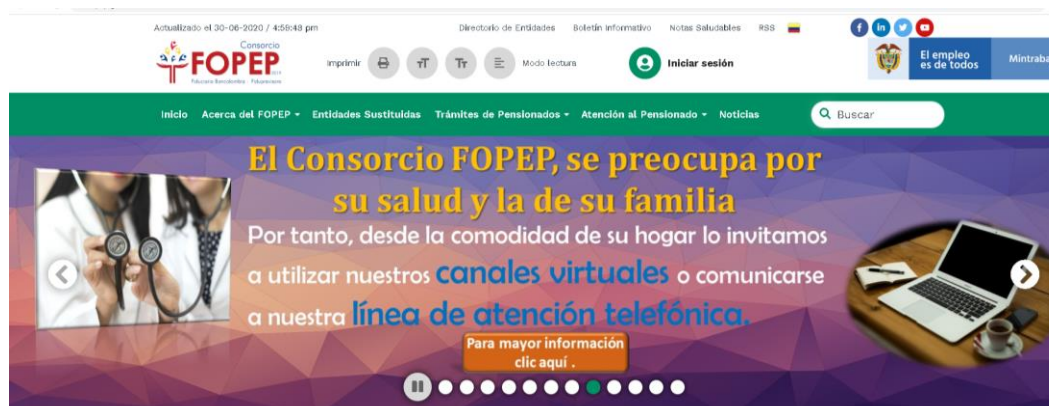 Actualizado el 30-06-2020 / 4:59:48 pm
Directorio de Entidades Boletín Informativo Notas Saludables RSS
Consorcio
FOPEP
Imprimir
Modo lectura
Iniciar sesión
El empleo
es de todos
Mintraba
Inicio Acerca del FOPEP Entidades Sustituidas Trámites de Pensionados Atención al Pensionado Noticias
Buscar
El Consorcio FOPEP, se preocupa por
su salud y la de su familia
Por tanto, desde la comodidad de su hogar lo invitamos
a utilizar nuestros canales virtuales o comunicarse
a nuestra línea de atención telefónica.
Para mayor información
clic aquí .